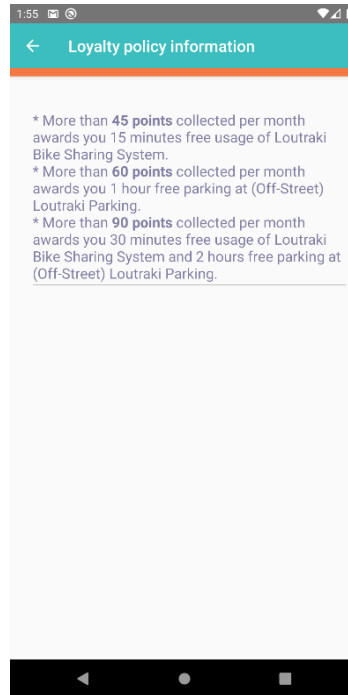 1:55
Loyalty policy information
* More than 45 points collected per month
awards you 15 minutes free usage of Loutraki
Bike Sharing System.
* More than 60 points collected per month
awards you 1 hour free parking at (Off-Street)
Loutraki Parking.
* More than 90 points collected per month
awards you 30 minutes free usage of Loutraki
Bike Sharing System and 2 hours free parking at
(Off-Street) Loutraki Parking.